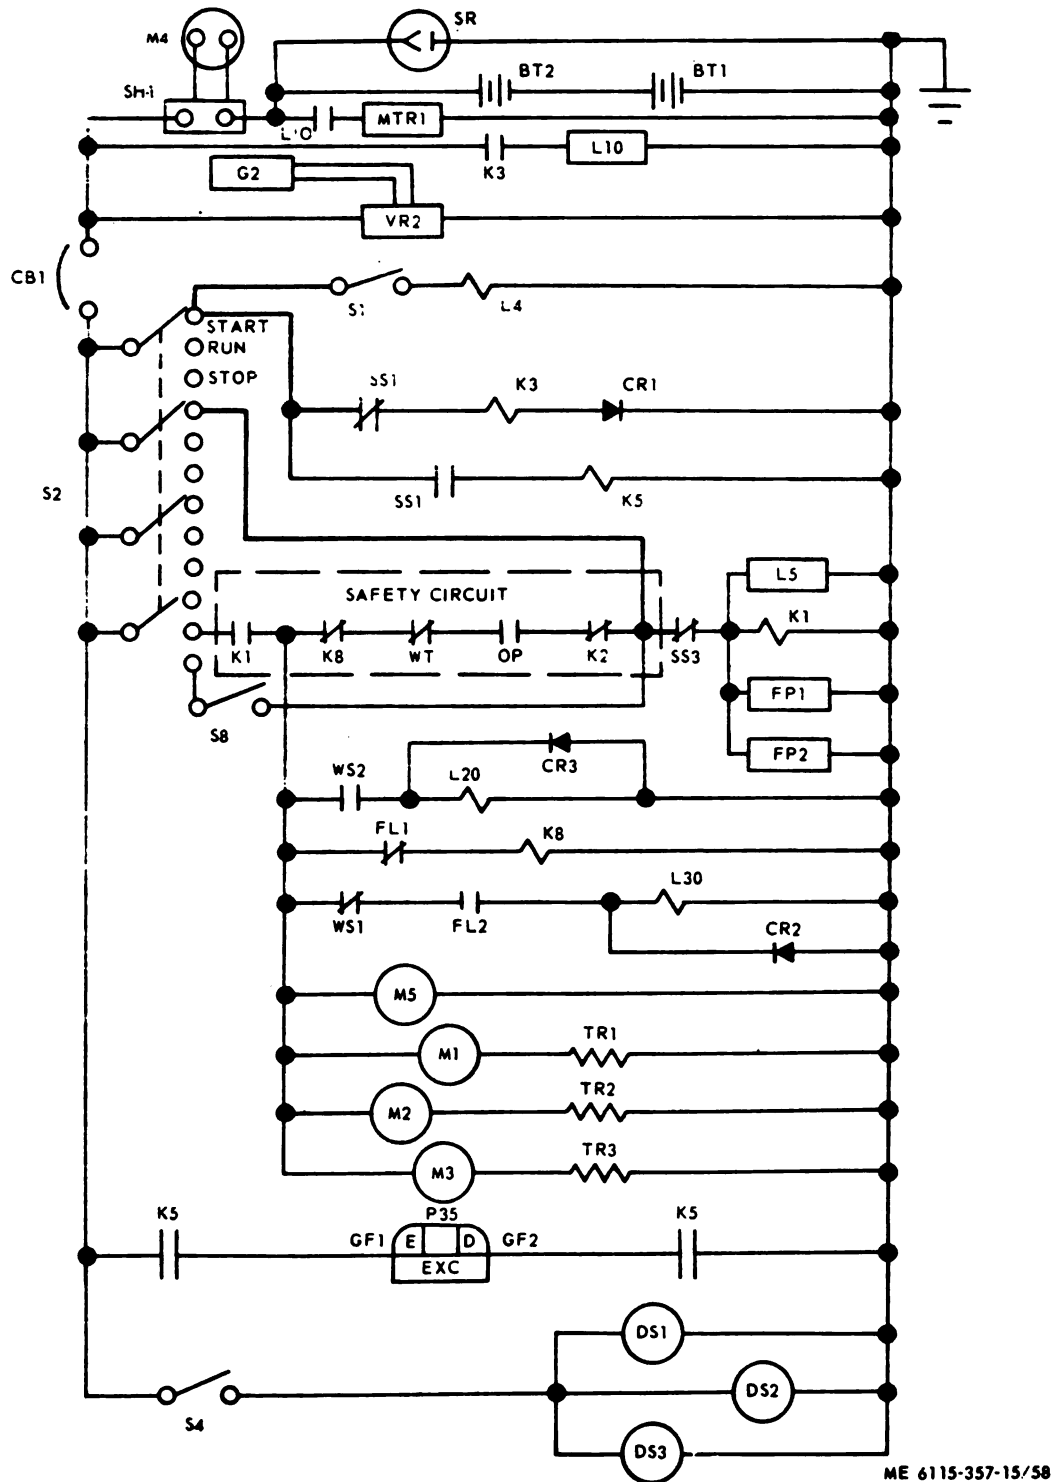 M4
SR
SH-1
BT2
BT1
MTR1
K3
L10
G2
VR2
CB1
S1
L4
START
RUN
STOP
SS1
K3
CR1
S2
SS1
K5
SAFETY CIRCUIT
L5
K1
K1
K8
WT
OP
K2
SS3
FP1
S8
FP2
CR3
WS2
L20
FL1
K8
L30
WS1
FL2
CR2
M5
TR1
M1
TR2
M2
TR3
M3
K5
P35
K5
GF1
E
D
GF2
EXC
DS1
DS2
S4
DS3
ME 6115-357-15/58